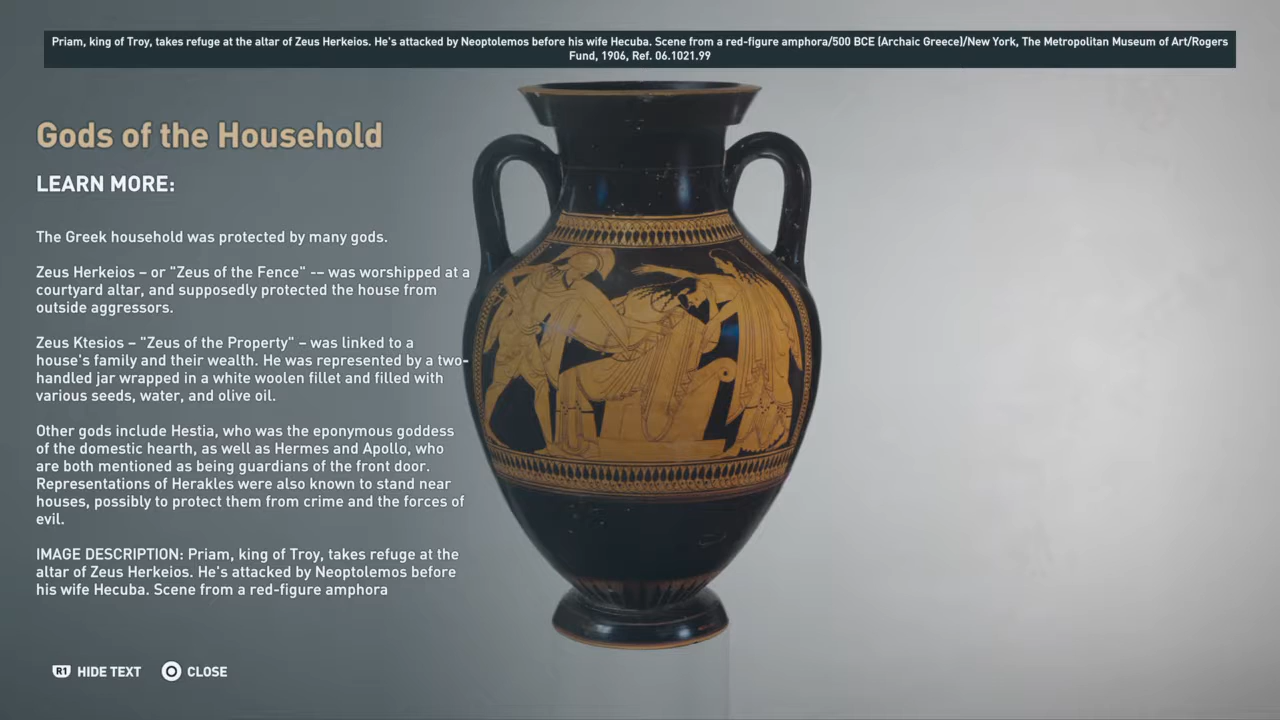 Priam, king of Troy, takes refuge at the altar of Zeus Herkeios. He's attacked by Neoptolemos before his wife Hecuba. Scene from a red-figure amphora/500 BCE (Archaic Greece)/New York, The Metropolitan Museum of Art/Rogers
Fund, 1906, Ref. 06.1021.99
Gods of the Household
LEARN MORE:
The Greek household was protected by many gods.
Zeus Herkeios – or "Zeus of the Fence" -– was worshipped at a
courtyard altar, and supposedly protected the house from
outside aggressors.
Zeus Ktesios – "Zeus of the Property" – was linked to a
house's family and their wealth. He was represented by a two-
handled jar wrapped in a white woolen fillet and filled with
various seeds, water, and olive oil.
Other gods include Hestia, who was the eponymous goddess
of the domestic hearth, as well as Hermes and Apollo, who
are both mentioned as being guardians of the front door.
Representations of Herakles were also known to stand near
houses, possibly to protect them from crime and the forces of
evil.
IMAGE DESCRIPTION: Priam, king of Troy, takes refuge at the
altar of Zeus Herkeios. He's attacked by Neoptolemos before
his wife Hecuba. Scene from a red-figure amphora
R1 HIDE TEXT CLOSE